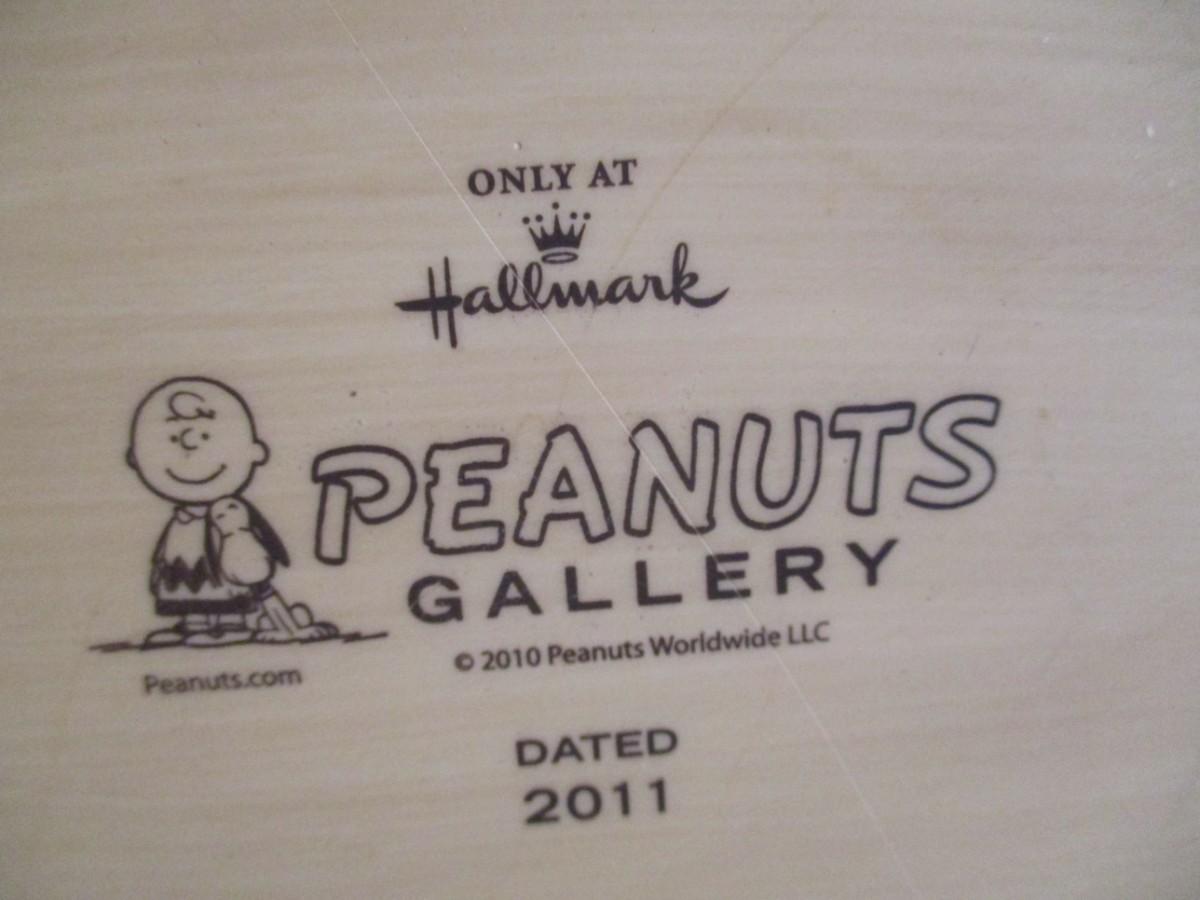 ONLY AT
Hallmark
PEANUTS
GALLERY
© 2010 Peanuts Worldwide LLC
Peanuts.com
DATED
2011